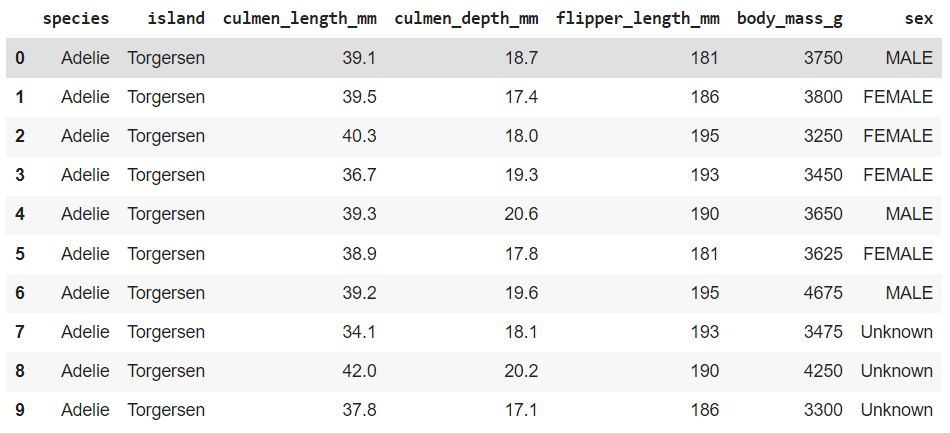 species island culmen_length_mm culmen_depth_mm flipper_length_mm body_mass_g sex
0 Adelie Torgersen 39.1 18.7 181 3750 MALE
1 Adelie Torgersen 39.5 17.4 186 3800 FEMALE
2 Adelie Torgersen 40.3 18.0 195 3250 FEMALE
3 Adelie Torgersen 36.7 19.3 193 3450 FEMALE
4 Adelie Torgersen 39.3 20.6 190 3650 MALE
5 Adelie Torgersen 38.9 17.8 181 3625 FEMALE
6 Adelie Torgersen 39.2 19.6 195 4675 MALE
7 Adelie Torgersen 34.1 18.1 193 3475 Unknown
8 Adelie Torgersen 42.0 20.2 190 4250 Unknown
9 Adelie Torgersen 37.8 17.1 186 3300 Unknown